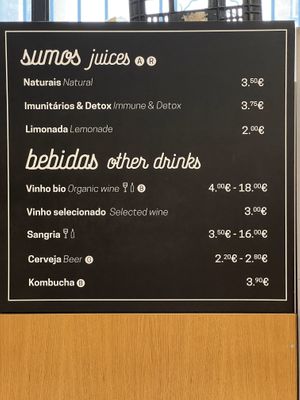 sumos juices A B
Naturais Natural 3.50€
Imunitários & Detox Immune & Detox 3.75€
Limonada Lemonade 2.00€
bebidas other drinks
Vinho bio Organic wine B 4.00€ - 18.00€
Vinho selecionado Selected wine 3.00€
Sangria 3.50€ - 16.00€
Cerveja Beer G 2.20€ - 2.80€
Kombucha B 3.90€